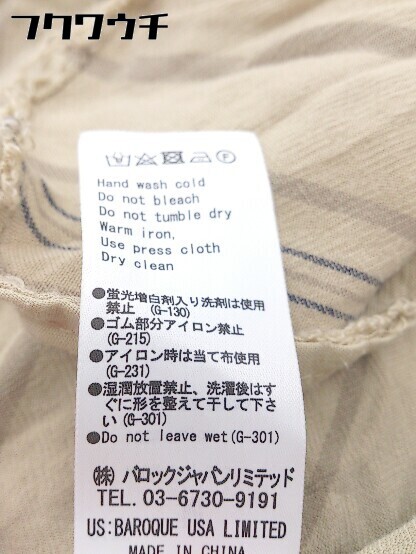 フクワウチ
Hand wash cold
Do not bleach
Do not tumble dry
Warm iron.
Use press cloth
Dry clean
●蛍光増白剤入り洗剤は使用
禁止 (G-130)
●ゴム部分アイロン禁止
(G-215)
●アイロン時は当て布使用
(G-231)
●湿潤放置禁止、洗濯後はす
ぐに形を整えて干して下さ
い(G-301)
●Do not leave wet(G-301)
(株) バロックジャパンリミテッド
TEL. 03-6730-9191
US:BAROQUE USA LIMITED
MADE IN CHINA